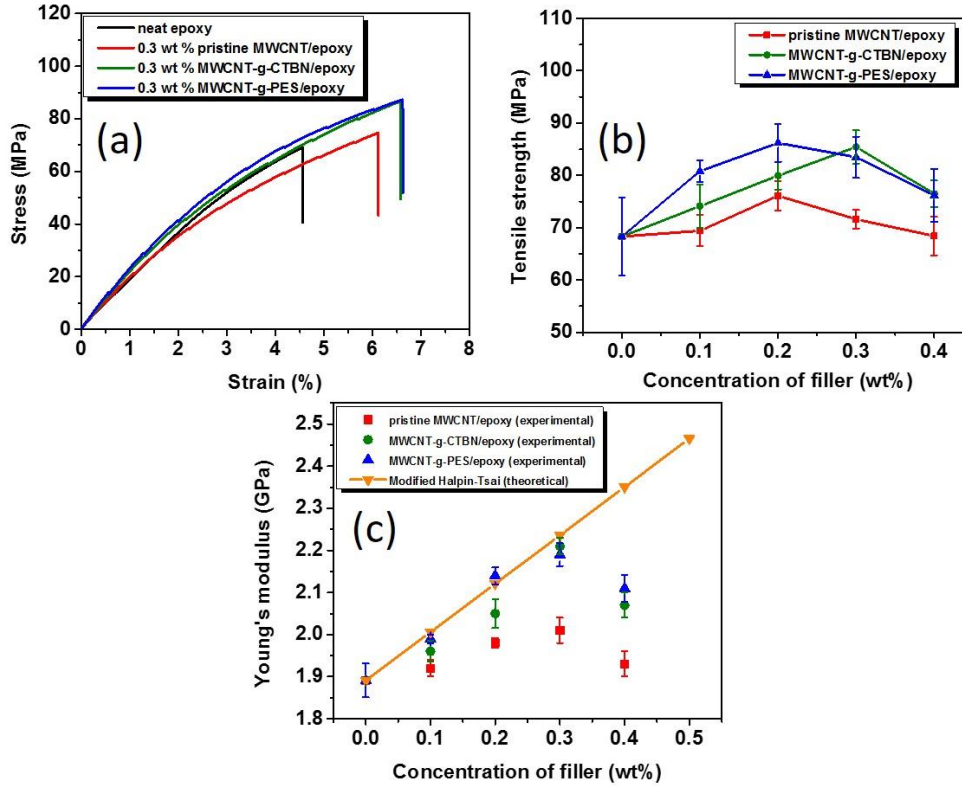 neat epoxy
0.3 wt % pristine MWCNT/epoxy
0.3 wt % MWCNT-g-CTBN/epoxy
0.3 wt % MWCNT-g-PES/epoxy
(a)
Stress (MPa)
120
100
80
60
40
20
0
0 1 2 3 4 5 6 7 8
Strain (%)
pristine MWCNT/epoxy
MWCNT-g-CTBN/epoxy
MWCNT-g-PES/epoxy
(b)
Tensile strength (MPa)
110
100
90
80
70
60
50
0.0 0.1 0.2 0.3 0.4
Concentration of filler (wt%)
pristine MWCNT/epoxy (experimental)
MWCNT-g-CTBN/epoxy (experimental)
MWCNT-g-PES/epoxy (experimental)
Modified Halpin-Tsai (theoretical)
(c)
Young's modulus (GPa)
2.5
2.4
2.3
2.2
2.1
2.0
1.9
1.8
0.0 0.1 0.2 0.3 0.4 0.5
Concentration of filler (wt%)